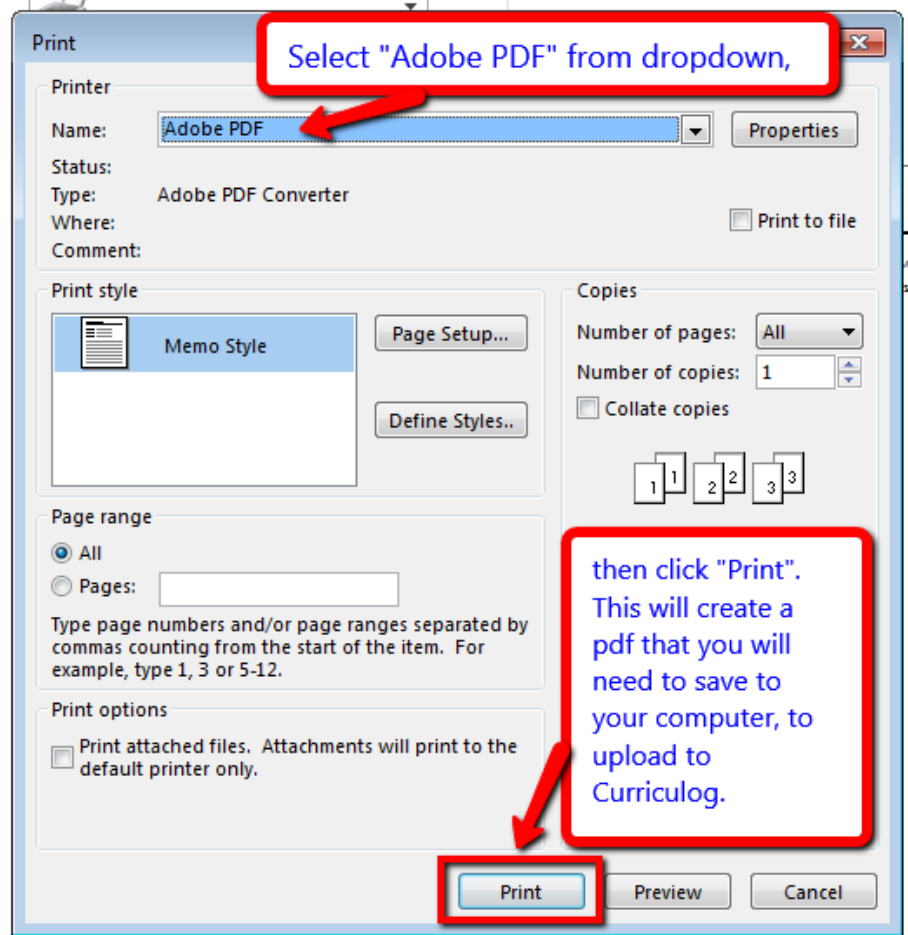 Print
Select "Adobe PDF" from dropdown,
Printer
Name: Adobe PDF Properties
Status:
Type: Adobe PDF Converter
Where:
Print to file
Comment:
Print style
Memo Style
Page Setup...
Define Styles..
Copies
Number of pages: All
Number of copies: 1
Collate copies
1 1 2 2 3 3
Page range
All
Pages:
Type page numbers and/or page ranges separated by
commas counting from the start of the item. For
example, type 1, 3 or 5-12.
Print options
Print attached files. Attachments will print to the
default printer only.
then click "Print".
This will create a
pdf that you will
need to save to
your computer, to
upload to
Curriculog.
Print Preview Cancel